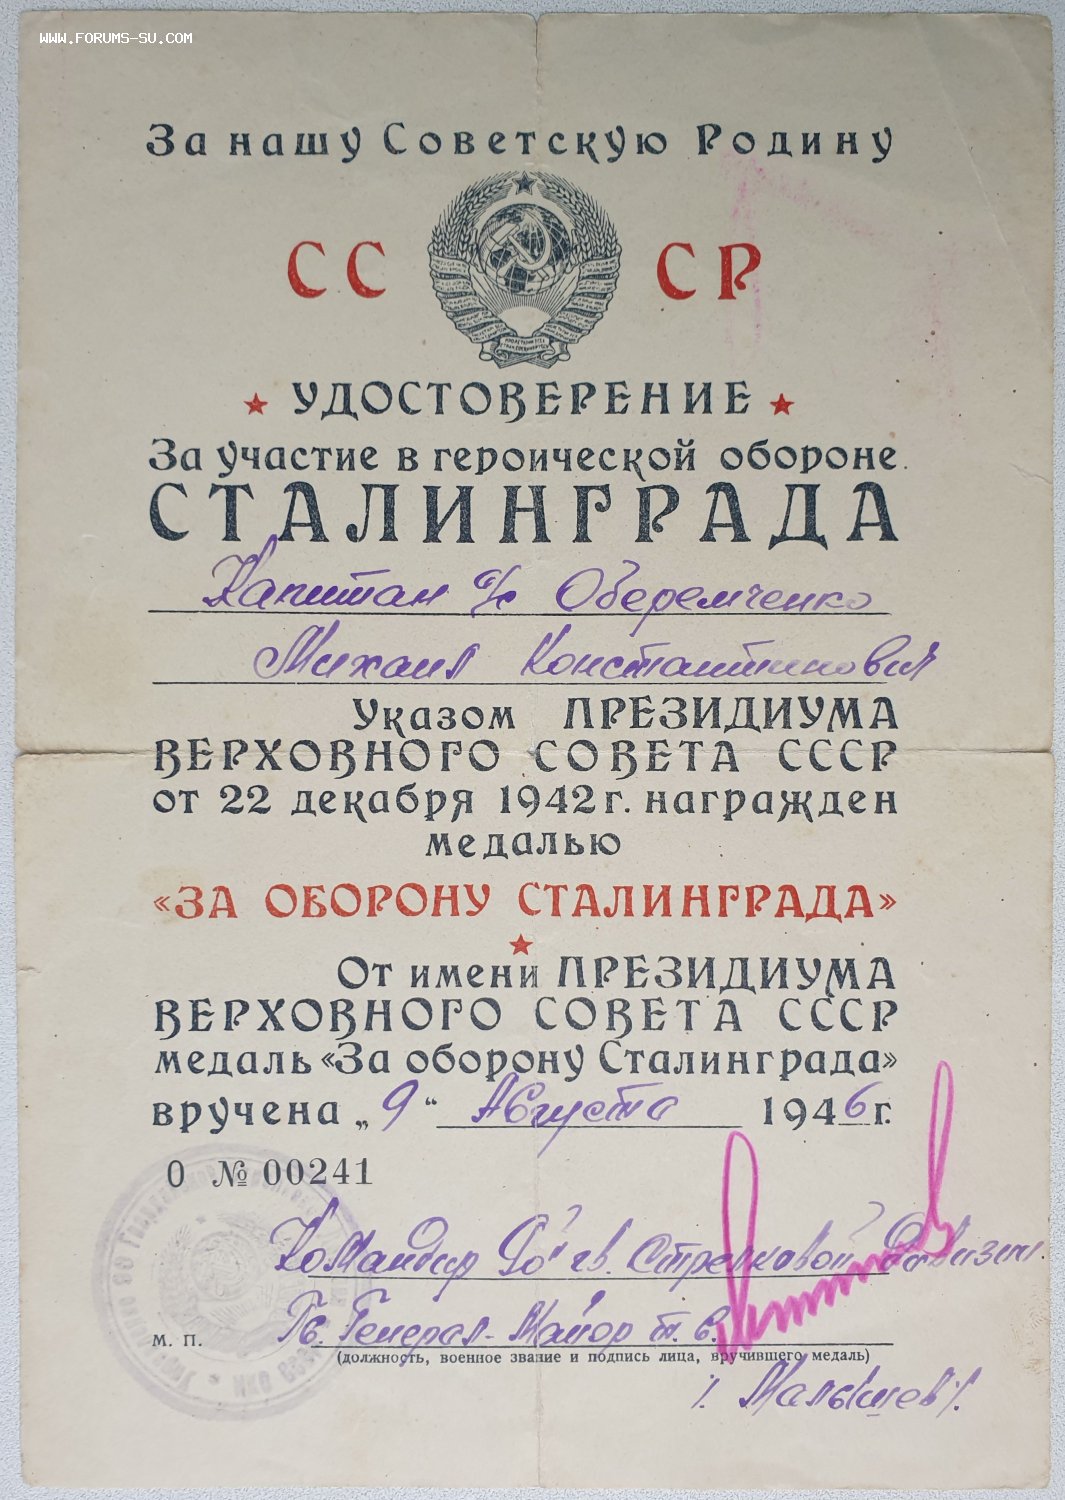 WWW.FORUMS-SU.COM
За нашу Советскую Родину
СС СР
УДОСТОВЕРЕНИЕ
За участие в героической обороне
СТАЛИНГРАДА
Капитан а/с Оберемченко
Михаил Константинович
Указом ПРЕЗИДИУМА
ВЕРХОВНОГО СОВЕТА СССР
от 22 декабря 1942 г. награжден
медалью
«ЗА ОБОРОНУ СТАЛИНГРАДА»
От имени ПРЕЗИДИУМА
ВЕРХОВНОГО СОВЕТА СССР
медаль «За оборону Сталинграда»
вручена „9“ Августа 1946 г.
О № 00241
Командир 90й гв. Стрелковой Дивизии.
Гв. Генерал-Майор т. в.
м. п.
(должность, военное звание и подпись лица, вручившего медаль)
/. Малышев /.